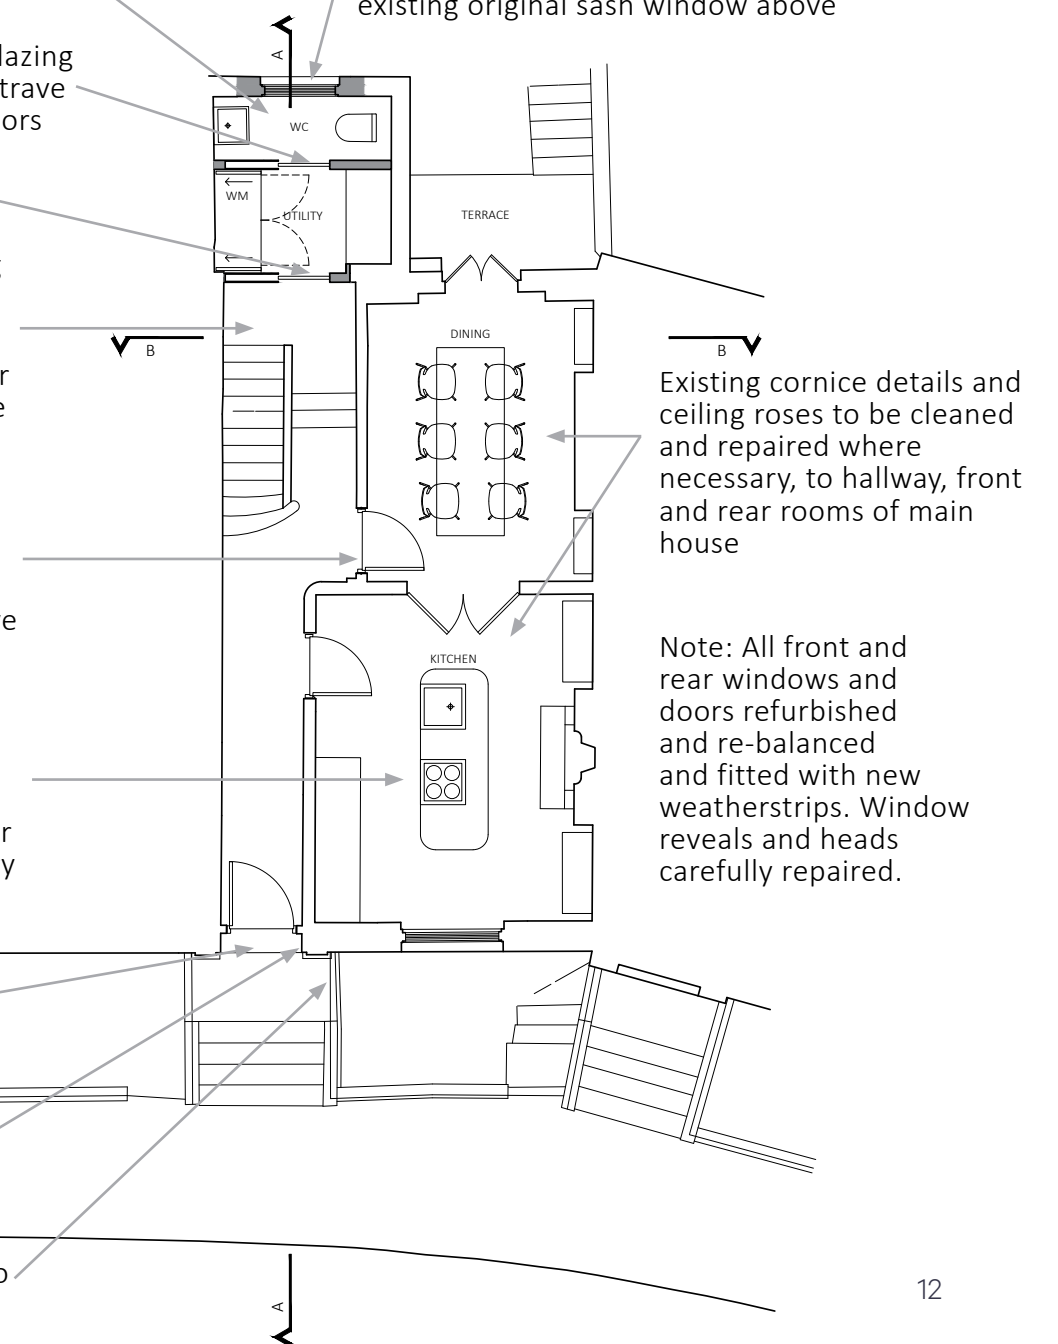 existing original sash window above
A
lazing
trave
ors
WC
WM
UTILITY
TERRACE
DINING
B
B
r
e
Existing cornice details and
ceiling roses to be cleaned
and repaired where
necessary, to hallway, front
and rear rooms of main
house
e
Note: All front and
rear windows and
doors refurbished
and re-balanced
and fitted with new
weatherstrips. Window
reveals and heads
carefully repaired.
KITCHEN
r
y
12
A